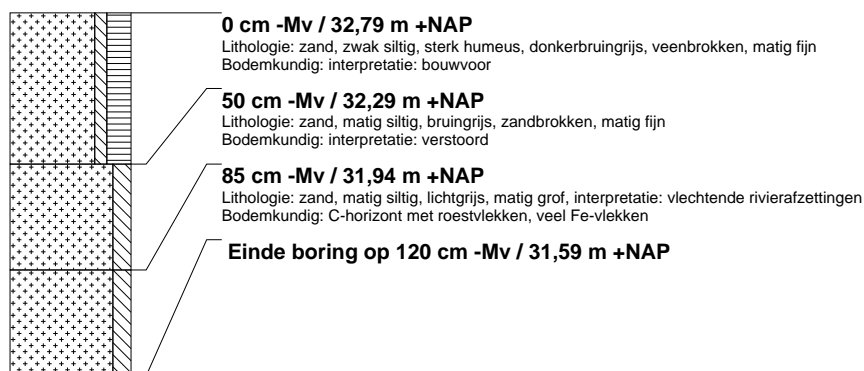 0 cm -Mv / 32,79 m +NAP
Lithologie: zand, zwak siltig, sterk humeus, donkerbruingrijs, veenbrokken, matig fijn
Bodemkundig: interpretatie: bouwvoor
50 cm -Mv / 32,29 m +NAP
Lithologie: zand, matig siltig, bruingrijs, zandbrokken, matig fijn
Bodemkundig: interpretatie: verstoord
85 cm -Mv / 31,94 m +NAP
Lithologie: zand, matig siltig, lichtgrijs, matig grof, interpretatie: vlechtende rivierafzettingen
Bodemkundig: C-horizont met roestvlekken, veel Fe-vlekken
Einde boring op 120 cm -Mv / 31,59 m +NAP